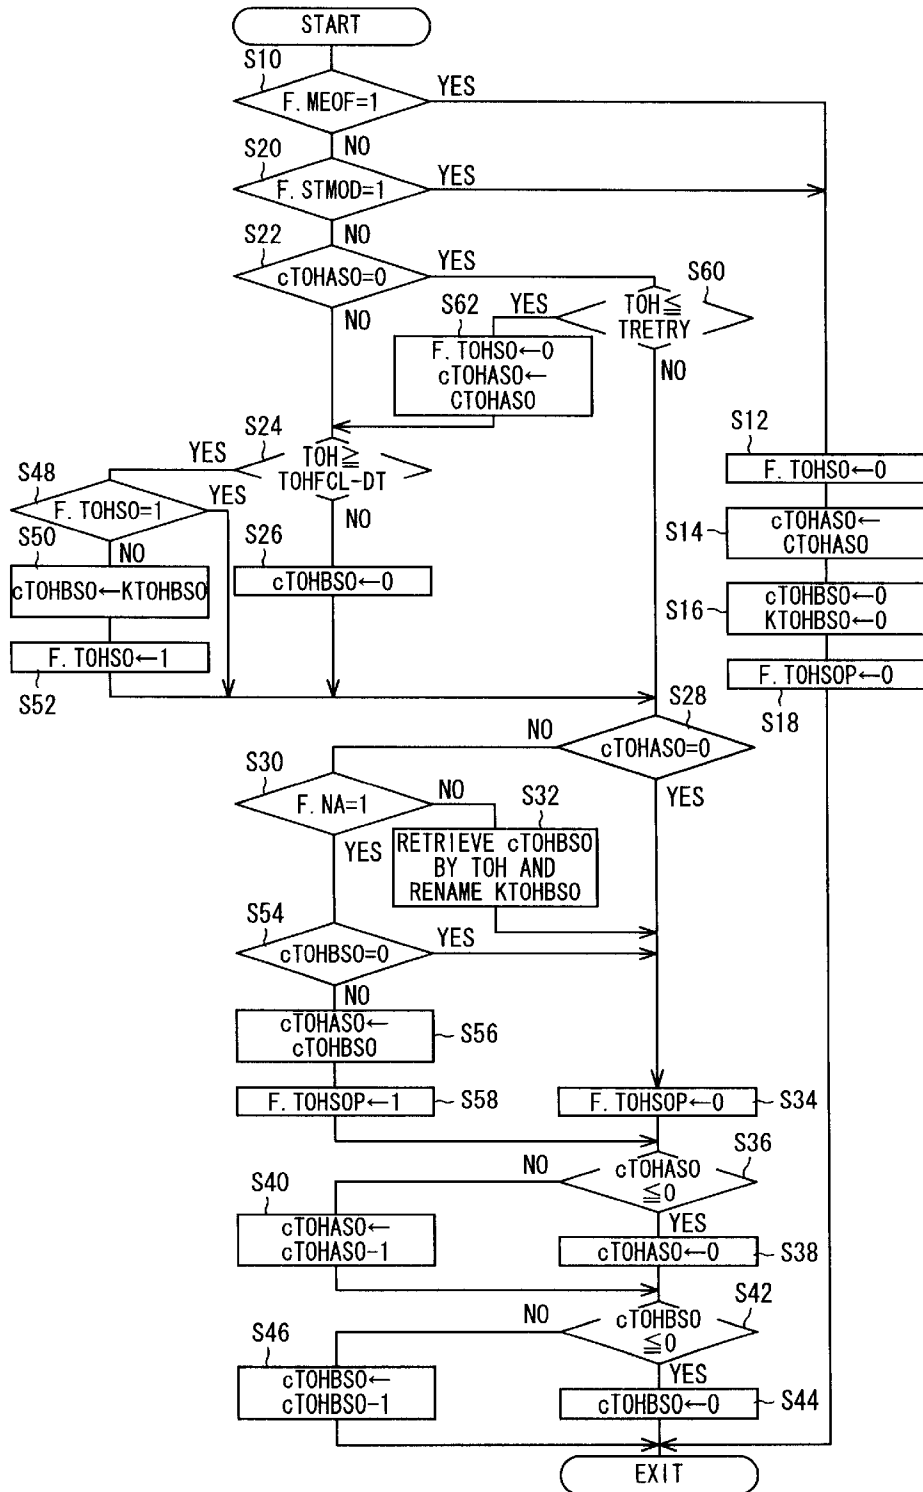 START
S10
F.MEOF=1
YES
NO
S20
F.STMOD=1
YES
NO
S22
cTOHASO=0
YES
NO
S60
TOH≦
TRETRY
YES
NO
S62
F.TOHSO←0
cTOHASO←
CTOHASO
S12
F.TOHSO←0
S14
cTOHASO←
CTOHASO
S16
cTOHBSO←0
KTOHBSO←0
F.TOHSOP←0
S18
S24
TOH≧
TOHFCL-DT
YES
NO
S48
F.TOHSO=1
YES
NO
S50
cTOHBSO←KTOHBSO
F.TOHSO←1
S52
S26
cTOHBSO←0
S28
cTOHASO=0
NO
YES
S30
F.NA=1
NO
YES
S32
RETRIEVE cTOHBSO
BY TOH AND
RENAME KTOHBSO
S54
cTOHBSO=0
YES
NO
cTOHASO←
cTOHBSO
S56
F.TOHSOP←1
S58
F.TOHSOP←0
S34
S36
cTOHASO
≦0
NO
YES
S40
cTOHASO←
cTOHASO-1
cTOHASO←0
S38
S42
cTOHBSO
≦0
NO
YES
S46
cTOHBSO←
cTOHBSO-1
cTOHBSO←0
S44
EXIT